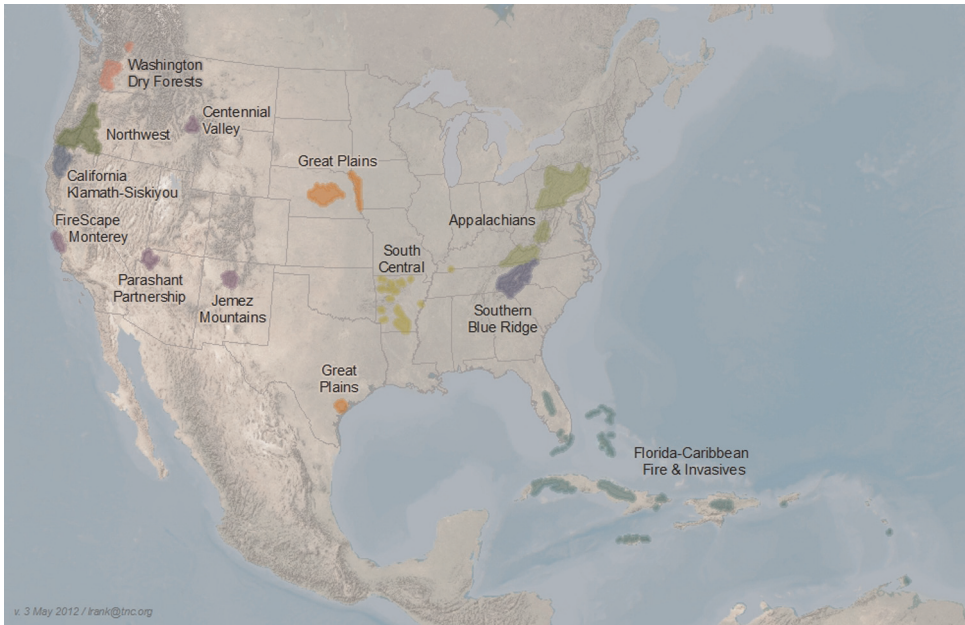 Washington
Dry Forests
Centennial
Valley
Northwest
Great Plains
California
Klamath-Siskiyou
FireScape
Monterey
Appalachians
South
Central
Parashant
Partnership
Jemez
Mountains
Southern
Blue Ridge
Great
Plains
Florida-Caribbean
Fire & Invasives
v. 3 May 2012 / lrank@tnc.org